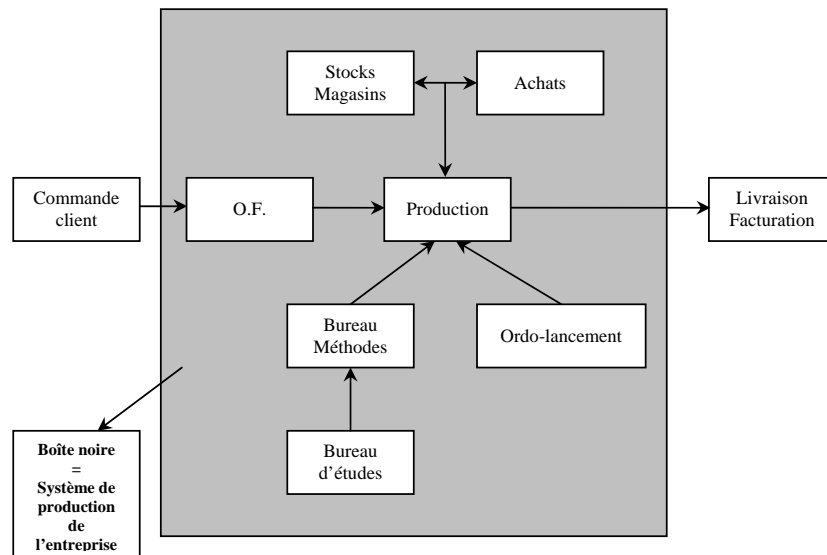 Stocks
Magasins
Achats
Commande
client
O.F.
Production
Livraison
Facturation
Bureau
Méthodes
Ordo-lancement
Bureau
d’études
Boîte noire
=
Système de
production
de
l’entreprise